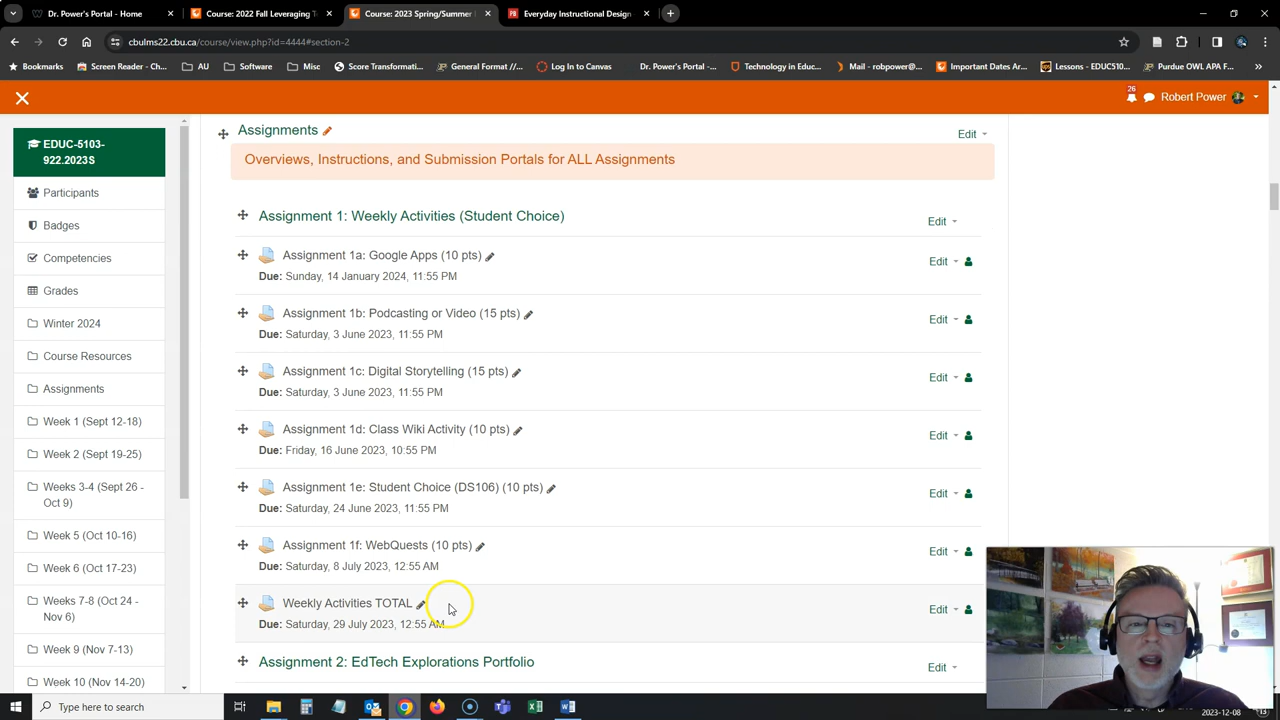 Dr. Power's Portal - Home
Course: 2022 Fall Leveraging T
Course: 2023 Spring/Summer
Everyday Instructional Design
cbulms22.cbu.ca/course/view.php?id=4444#section-2
Bookmarks
Screen Reader - Ch...
AU
Software
Misc
Score Transformati...
General Format //...
Log In to Canvas
Dr. Power's Portal -...
Technology in Educ...
Mail - robpower@m...
Important Dates Ar...
Lessons - EDUC510...
Purdue OWL APA F...
26
Robert Power
EDUC-5103-
922.2023S
Participants
Badges
Competencies
Grades
Winter 2024
Course Resources
Assignments
Week 1 (Sept 12-18)
Week 2 (Sept 19-25)
Weeks 3-4 (Sept 26 -
Oct 9)
Week 5 (Oct 10-16)
Week 6 (Oct 17-23)
Weeks 7-8 (Oct 24 -
Nov 6)
Week 9 (Nov 7-13)
Week 10 (Nov 14-20)
Assignments
Edit
Overviews, Instructions, and Submission Portals for ALL Assignments
Assignment 1: Weekly Activities (Student Choice)
Edit
Assignment 1a: Google Apps (10 pts)
Edit
Due: Sunday, 14 January 2024, 11:55 PM
Assignment 1b: Podcasting or Video (15 pts)
Edit
Due: Saturday, 3 June 2023, 11:55 PM
Assignment 1c: Digital Storytelling (15 pts)
Edit
Due: Saturday, 3 June 2023, 11:55 PM
Assignment 1d: Class Wiki Activity (10 pts)
Edit
Due: Friday, 16 June 2023, 10:55 PM
Assignment 1e: Student Choice (DS106) (10 pts)
Edit
Due: Saturday, 24 June 2023, 11:55 PM
Assignment 1f: WebQuests (10 pts)
Edit
Due: Saturday, 8 July 2023, 12:55 AM
Weekly Activities TOTAL
Edit
Due: Saturday, 29 July 2023, 12:55 AM
Assignment 2: EdTech Explorations Portfolio
Edit
Type here to search
2023-12-08